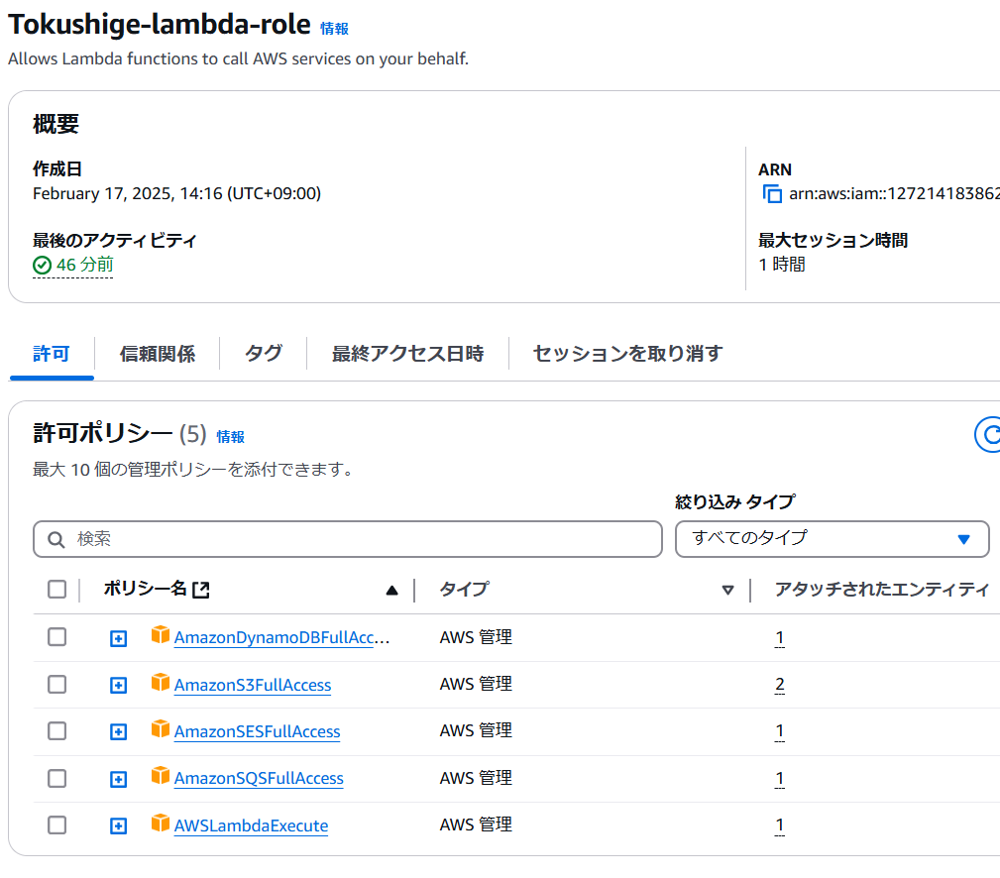 Tokushige-lambda-role 情報
Allows Lambda functions to call AWS services on your behalf.
概要
作成日
February 17, 2025, 14:16 (UTC+09:00)
ARN
arn:aws:iam::127214183862
最後のアクティビティ
46 分前
最大セッション時間
1 時間
許可 信頼関係 タグ 最終アクセス日時 セッションを取り消す
許可ポリシー (5) 情報
最大 10 個の管理ポリシーを添付できます。
絞り込み タイプ
検索 すべてのタイプ
ポリシー名 タイプ アタッチされたエンティティ
AmazonDynamoDBFullAcc... AWS 管理 1
AmazonS3FullAccess AWS 管理 2
AmazonSESFullAccess AWS 管理 1
AmazonSQSFullAccess AWS 管理 1
AWSLambdaExecute AWS 管理 1